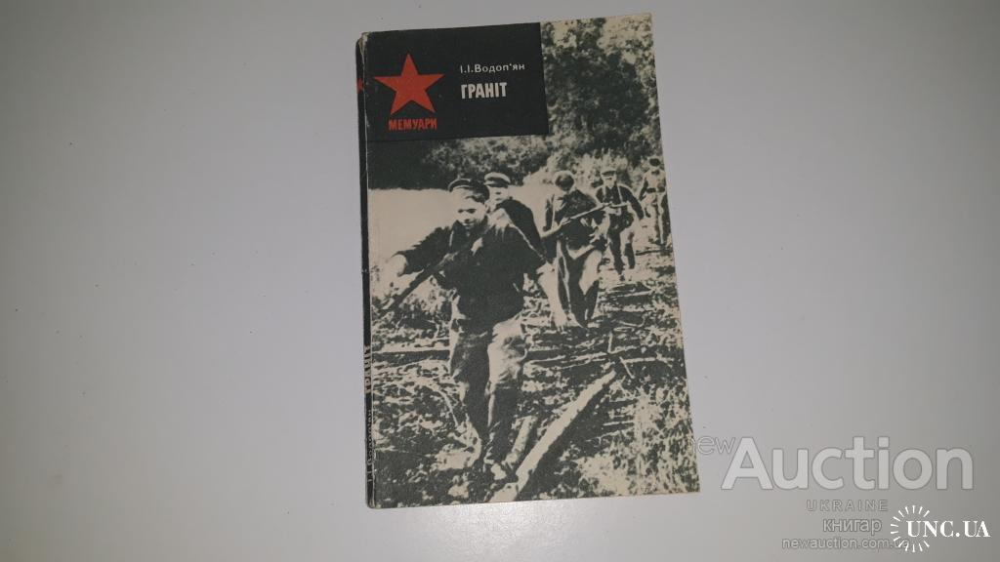 І.І.Водоп'ян
ГРАНІТ
МЕМУАРИ
new Auction
UKRAINE
книгар
newauction.com.ua
UNC.UA